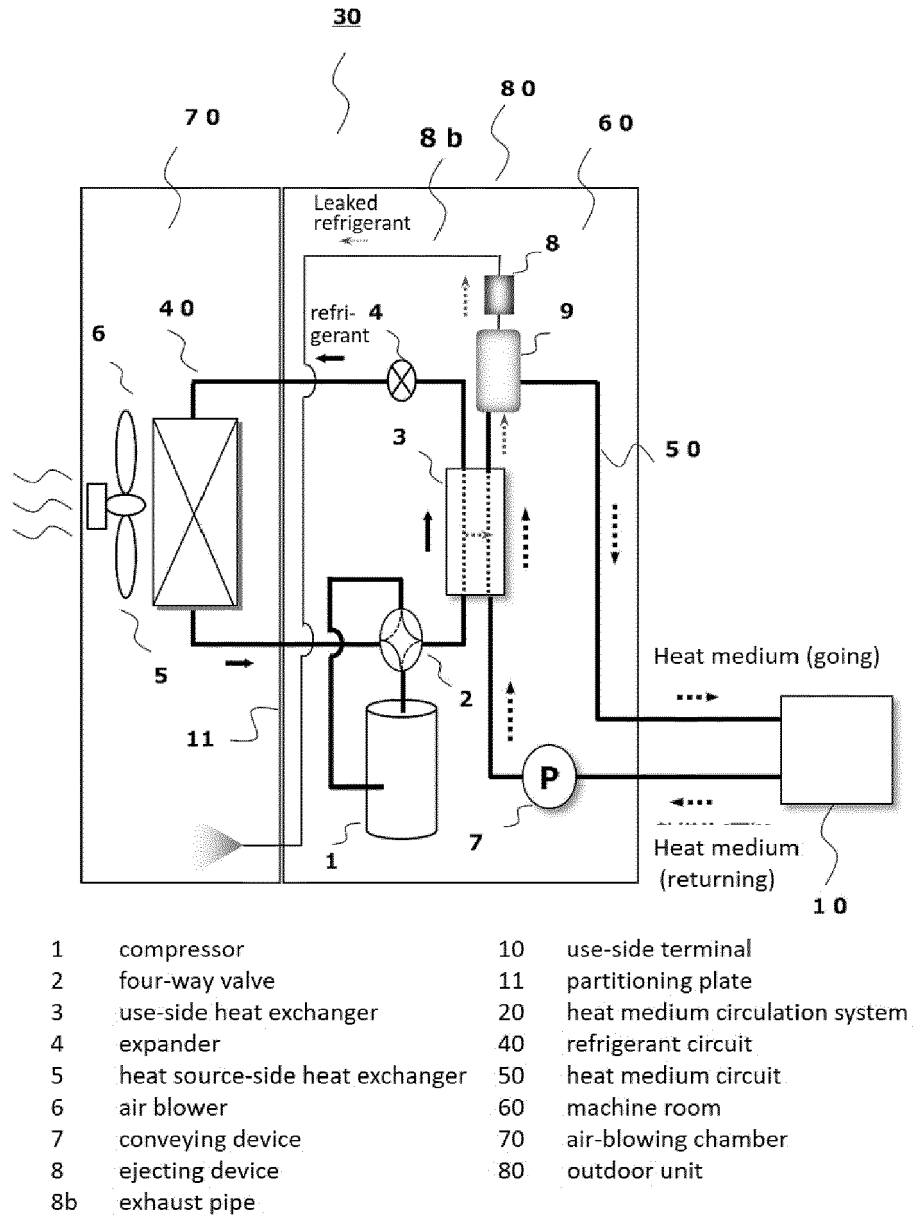 30
80
70
60
8b
Leaked
refrigerant
8
40
6
refri-
gerant
4
9
3
50
5
2
11
Heat medium (going)
P
1
7
Heat medium
(returning)
10
1 compressor
2 four-way valve
3 use-side heat exchanger
4 expander
5 heat source-side heat exchanger
6 air blower
7 conveying device
8 ejecting device
8b exhaust pipe
10 use-side terminal
11 partitioning plate
20 heat medium circulation system
40 refrigerant circuit
50 heat medium circuit
60 machine room
70 air-blowing chamber
80 outdoor unit